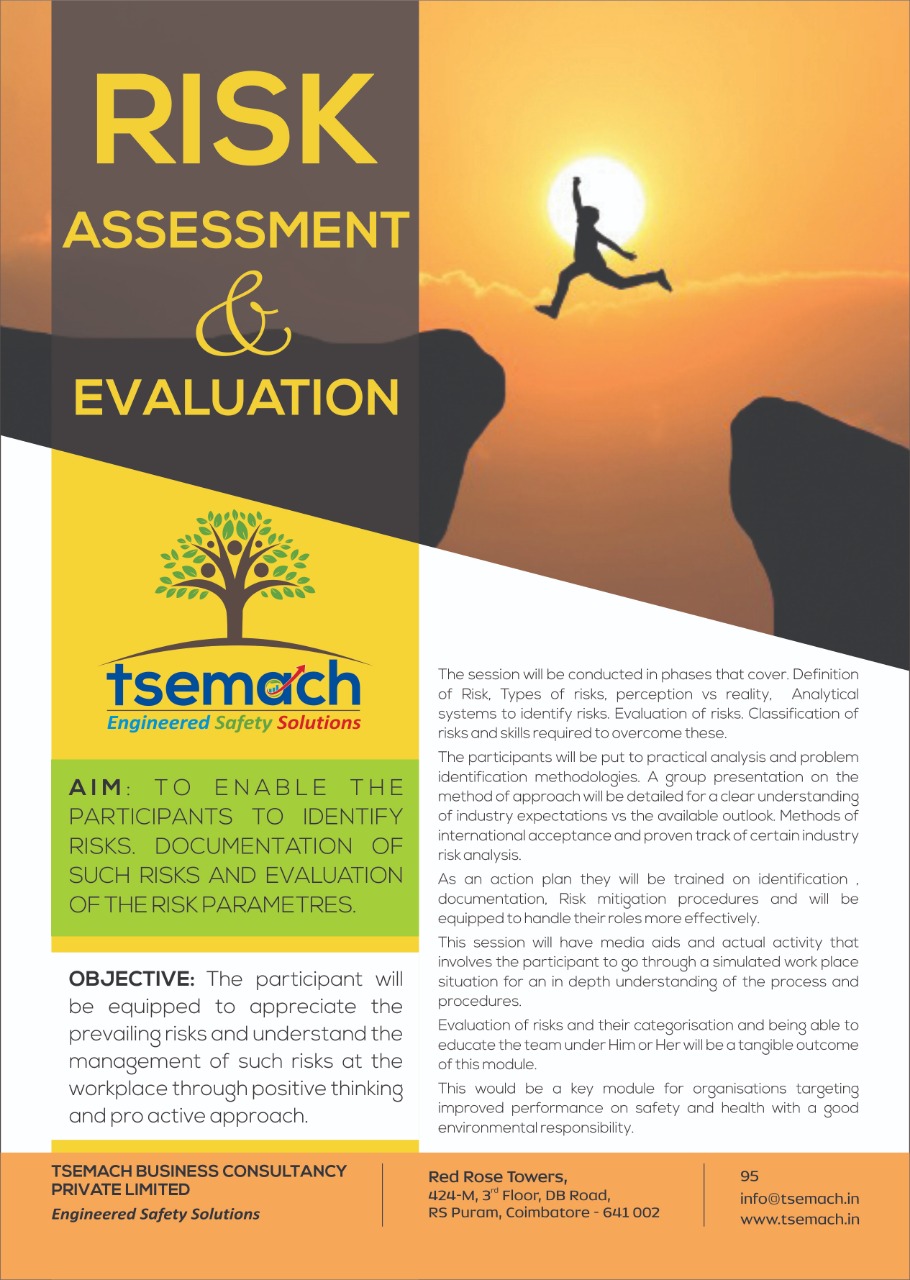 RISK
ASSESSMENT
&
EVALUATION
tsemach
Engineered Safety Solutions
AIM: TO ENABLE THE
PARTICIPANTS TO IDENTIFY
RISKS. DOCUMENTATION OF
SUCH RISKS AND EVALUATION
OF THE RISK PARAMETRES.
OBJECTIVE: The participant will
be equipped to appreciate the
prevailing risks and understand the
management of such risks at the
workplace through positive thinking
and pro active approach.
The session will be conducted in phases that cover. Definition
of Risk, Types of risks, perception vs reality, Analytical
systems to identify risks. Evaluation of risks. Classification of
risks and skills required to overcome these.
The participants will be put to practical analysis and problem
identification methodologies. A group presentation on the
method of approach will be detailed for a clear understanding
of industry expectations vs the available outlook. Methods of
international acceptance and proven track of certain industry
risk analysis.
As an action plan they will be trained on identification ,
documentation, Risk mitigation procedures and will be
equipped to handle their roles more effectively.
This session will have media aids and actual activity that
involves the participant to go through a simulated work place
situation for an in depth understanding of the process and
procedures.
Evaluation of risks and their categorisation and being able to
educate the team under Him or Her will be a tangible outcome
of this module.
This would be a key module for organisations targeting
improved performance on safety and health with a good
environmental responsibility.
TSEMACH BUSINESS CONSULTANCY
PRIVATE LIMITED
Engineered Safety Solutions
Red Rose Towers,
424-M, 3rd Floor, DB Road,
RS Puram, Coimbatore - 641 002
95
info@tsemach.in
www.tsemach.in